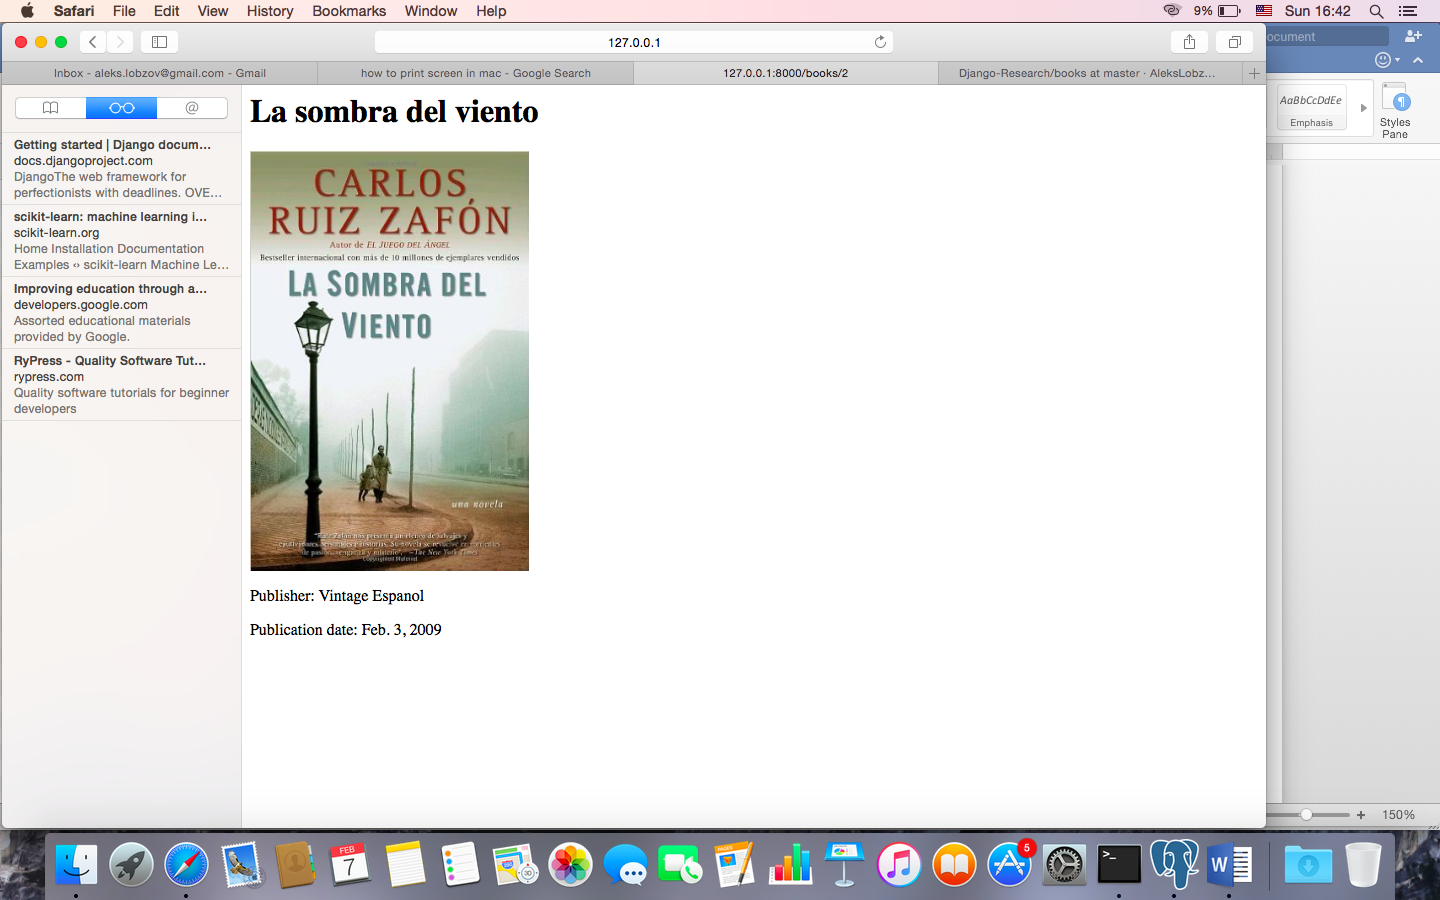 Safari File Edit View History Bookmarks Window Help 9% Sun 16:42
127.0.0.1
ocument
Inbox - aleks.lobzov@gmail.com - Gmail
how to print screen in mac - Google Search
127.0.0.1:8000/books/2
Django-Research/books at master · AleksLobz...
@
Getting started | Django docum...
docs.djangoproject.com
DjangoThe web framework for
perfectionists with deadlines. OVE...
scikit-learn: machine learning i...
scikit-learn.org
Home Installation Documentation
Examples ‹› scikit-learn Machine Le...
Improving education through a...
developers.google.com
Assorted educational materials
provided by Google.
RyPress - Quality Software Tut...
rypress.com
Quality software tutorials for beginner
developers
La sombra del viento
CARLOS
RUIZ ZAFÓN
Autor de EL JUEGO DEL ÁNGEL
Bestseller internacional con más de 10 millones de ejemplares vendidos
LA SOMBRA DEL
VIENTO
una novela
—The New York Times
Publisher: Vintage Espanol
Publication date: Feb. 3, 2009
AaBbCcDdEe
Emphasis
Styles
Pane
150%
FEB
7
PAGES
5